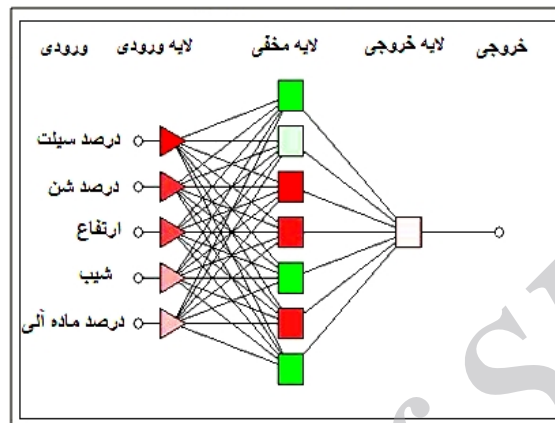 ورودی لایه ورودی لایه مخفی لایه خروجی خروجی
درصد سیلت
درصد شن
ارتفاع
شیب
درصد ماده آلی